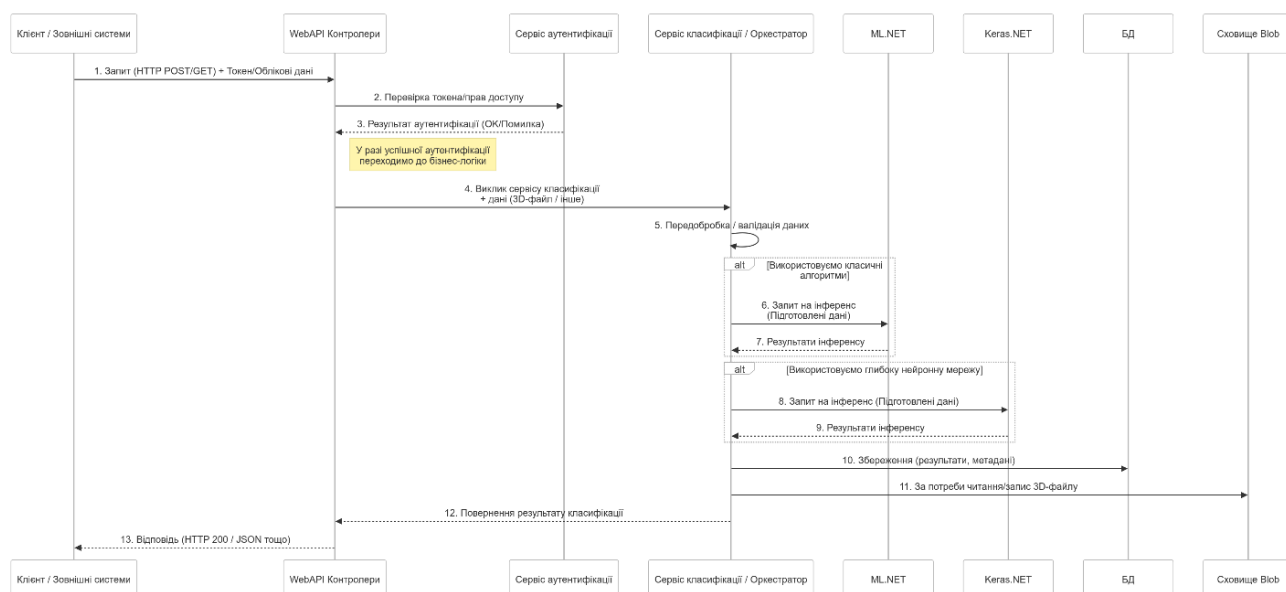 Клієнт / Зовнішні системи
WebAPI Контролери
Сервіс аутентифікації
Сервіс класифікації / Оркестратор
ML.NET
Keras.NET
БД
Сховище Blob
1. Запит (HTTP POST/GET) + Токен/Облікові дані
2. Перевірка токена/прав доступу
3. Результат аутентифікації (OK/Помилка)
У разі успішної аутентифікації
переходимо до бізнес-логіки
4. Виклик сервісу класифікації
+ дані (3D-файл / інше)
5. Передобробка / валідація даних
alt
[Використовуємо класичні
алгоритми]
6. Запит на інференс
(Підготовлені дані)
7. Результати інференсу
alt
[Використовуємо глибоку нейронну мережу]
8. Запит на інференс (Підготовлені дані)
9. Результати інференсу
10. Збереження (результати, метадані)
11. За потреби читання/запис 3D-файлу
12. Повернення результату класифікації
13. Відповідь (HTTP 200 / JSON тощо)
Клієнт / Зовнішні системи
WebAPI Контролери
Сервіс аутентифікації
Сервіс класифікації / Оркестратор
ML.NET
Keras.NET
БД
Сховище Blob